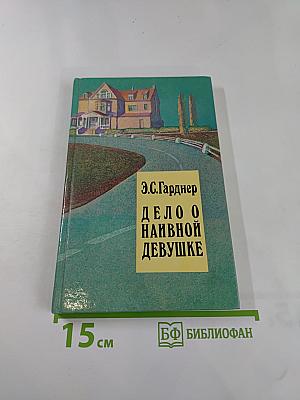 Э.С.Гарднер
ДЕЛО О
НАИВНОЙ
ДЕВУШКЕ
15 см
БФ БИБЛИОФАН